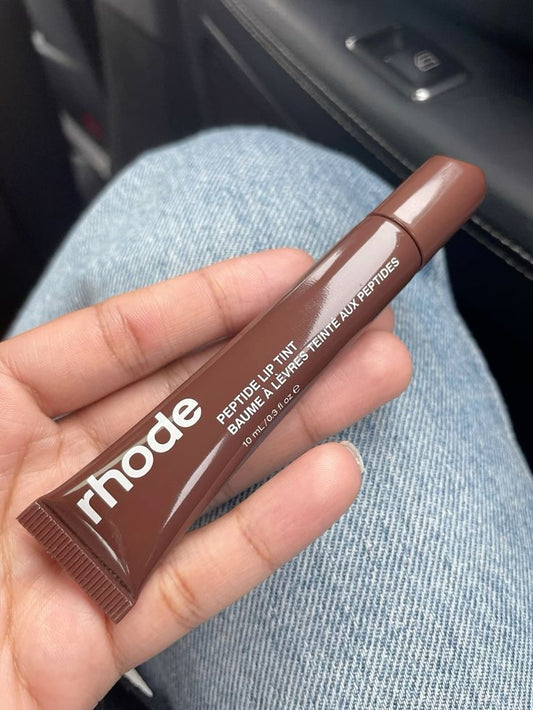 rhode
PEPTIDE LIP TINT
BAUME À LÈVRES TEINTÉ AUX PEPTIDES
10 mL/0.3 fl oz ℮